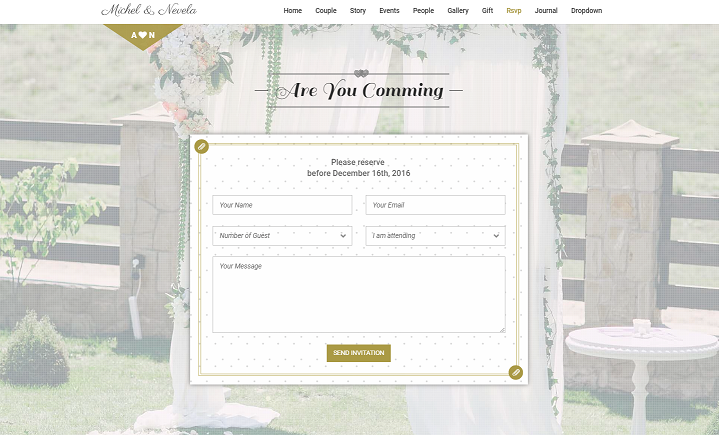 Michel & Nevela
Home Couple Story Events People Gallery Gift Rsvp Journal Dropdown
A N
Are You Comming
Please reserve
before December 16th, 2016
Your Name
Your Email
Number of Guest
I am attending
Your Message
SEND INVITATION